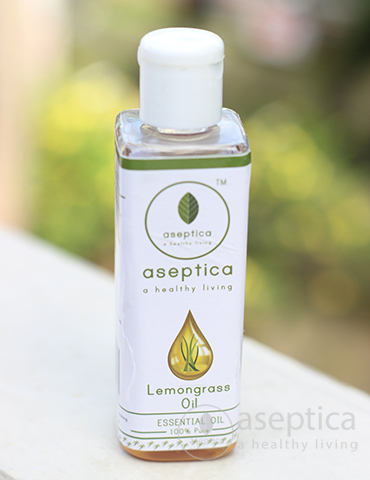 TM
aseptica
a healthy living
aseptica
a healthy living
Lemongrass
Oil
ESSENTIAL OIL
100% Pure
aseptica
a healthy living